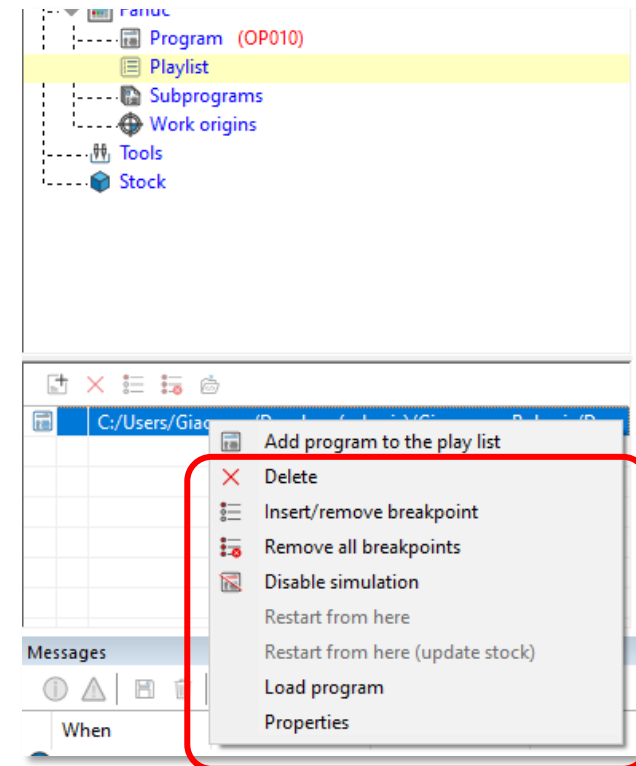 Fanuc
Program (OP010)
Playlist
Subprograms
Work origins
Tools
Stock
C:/Users/Giac
Add program to the play list
Delete
Insert/remove breakpoint
Remove all breakpoints
Disable simulation
Restart from here
Restart from here (update stock)
Load program
Properties
Messages
When